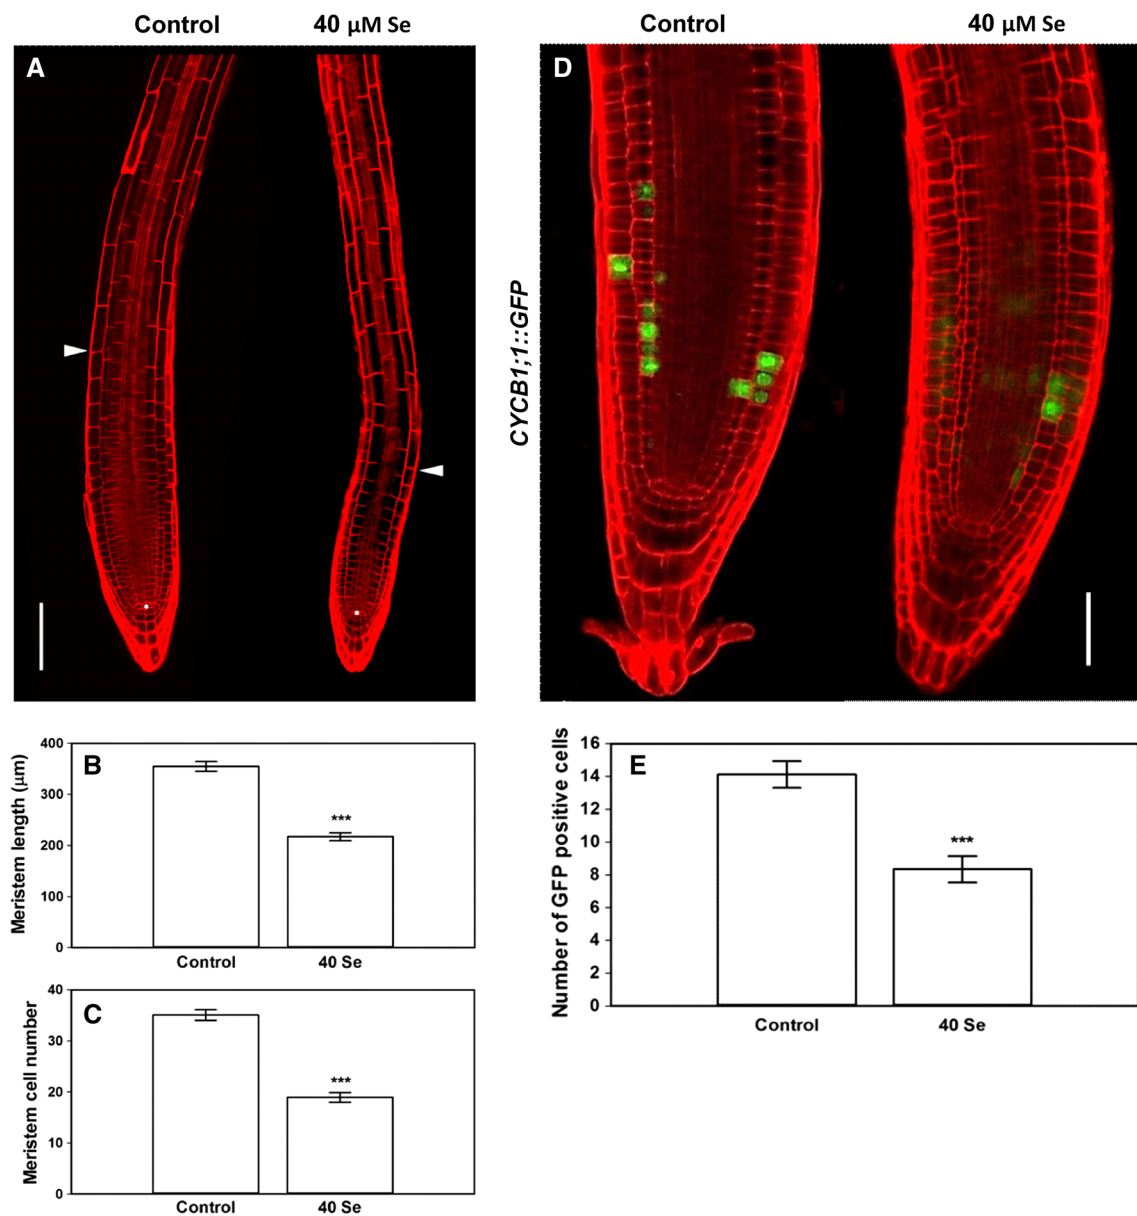 Control 40 µM Se
A
Control 40 µM Se
D
CYCB1;1::GFP
B
Meristem length (µm)
400
300
200
100
0
***
Control 40 Se
C
Meristem cell number
40
30
20
10
0
***
Control 40 Se
E
Number of GFP positive cells
16
14
12
10
8
6
4
2
0
***
Control 40 Se